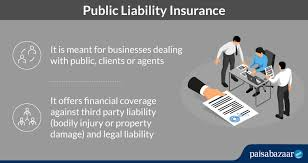 Public Liability Insurance
It is meant for businesses dealing
with public, clients or agents
It offers financial coverage
against third party liability
(bodily injury or property
damage) and legal liability
paisabazaar